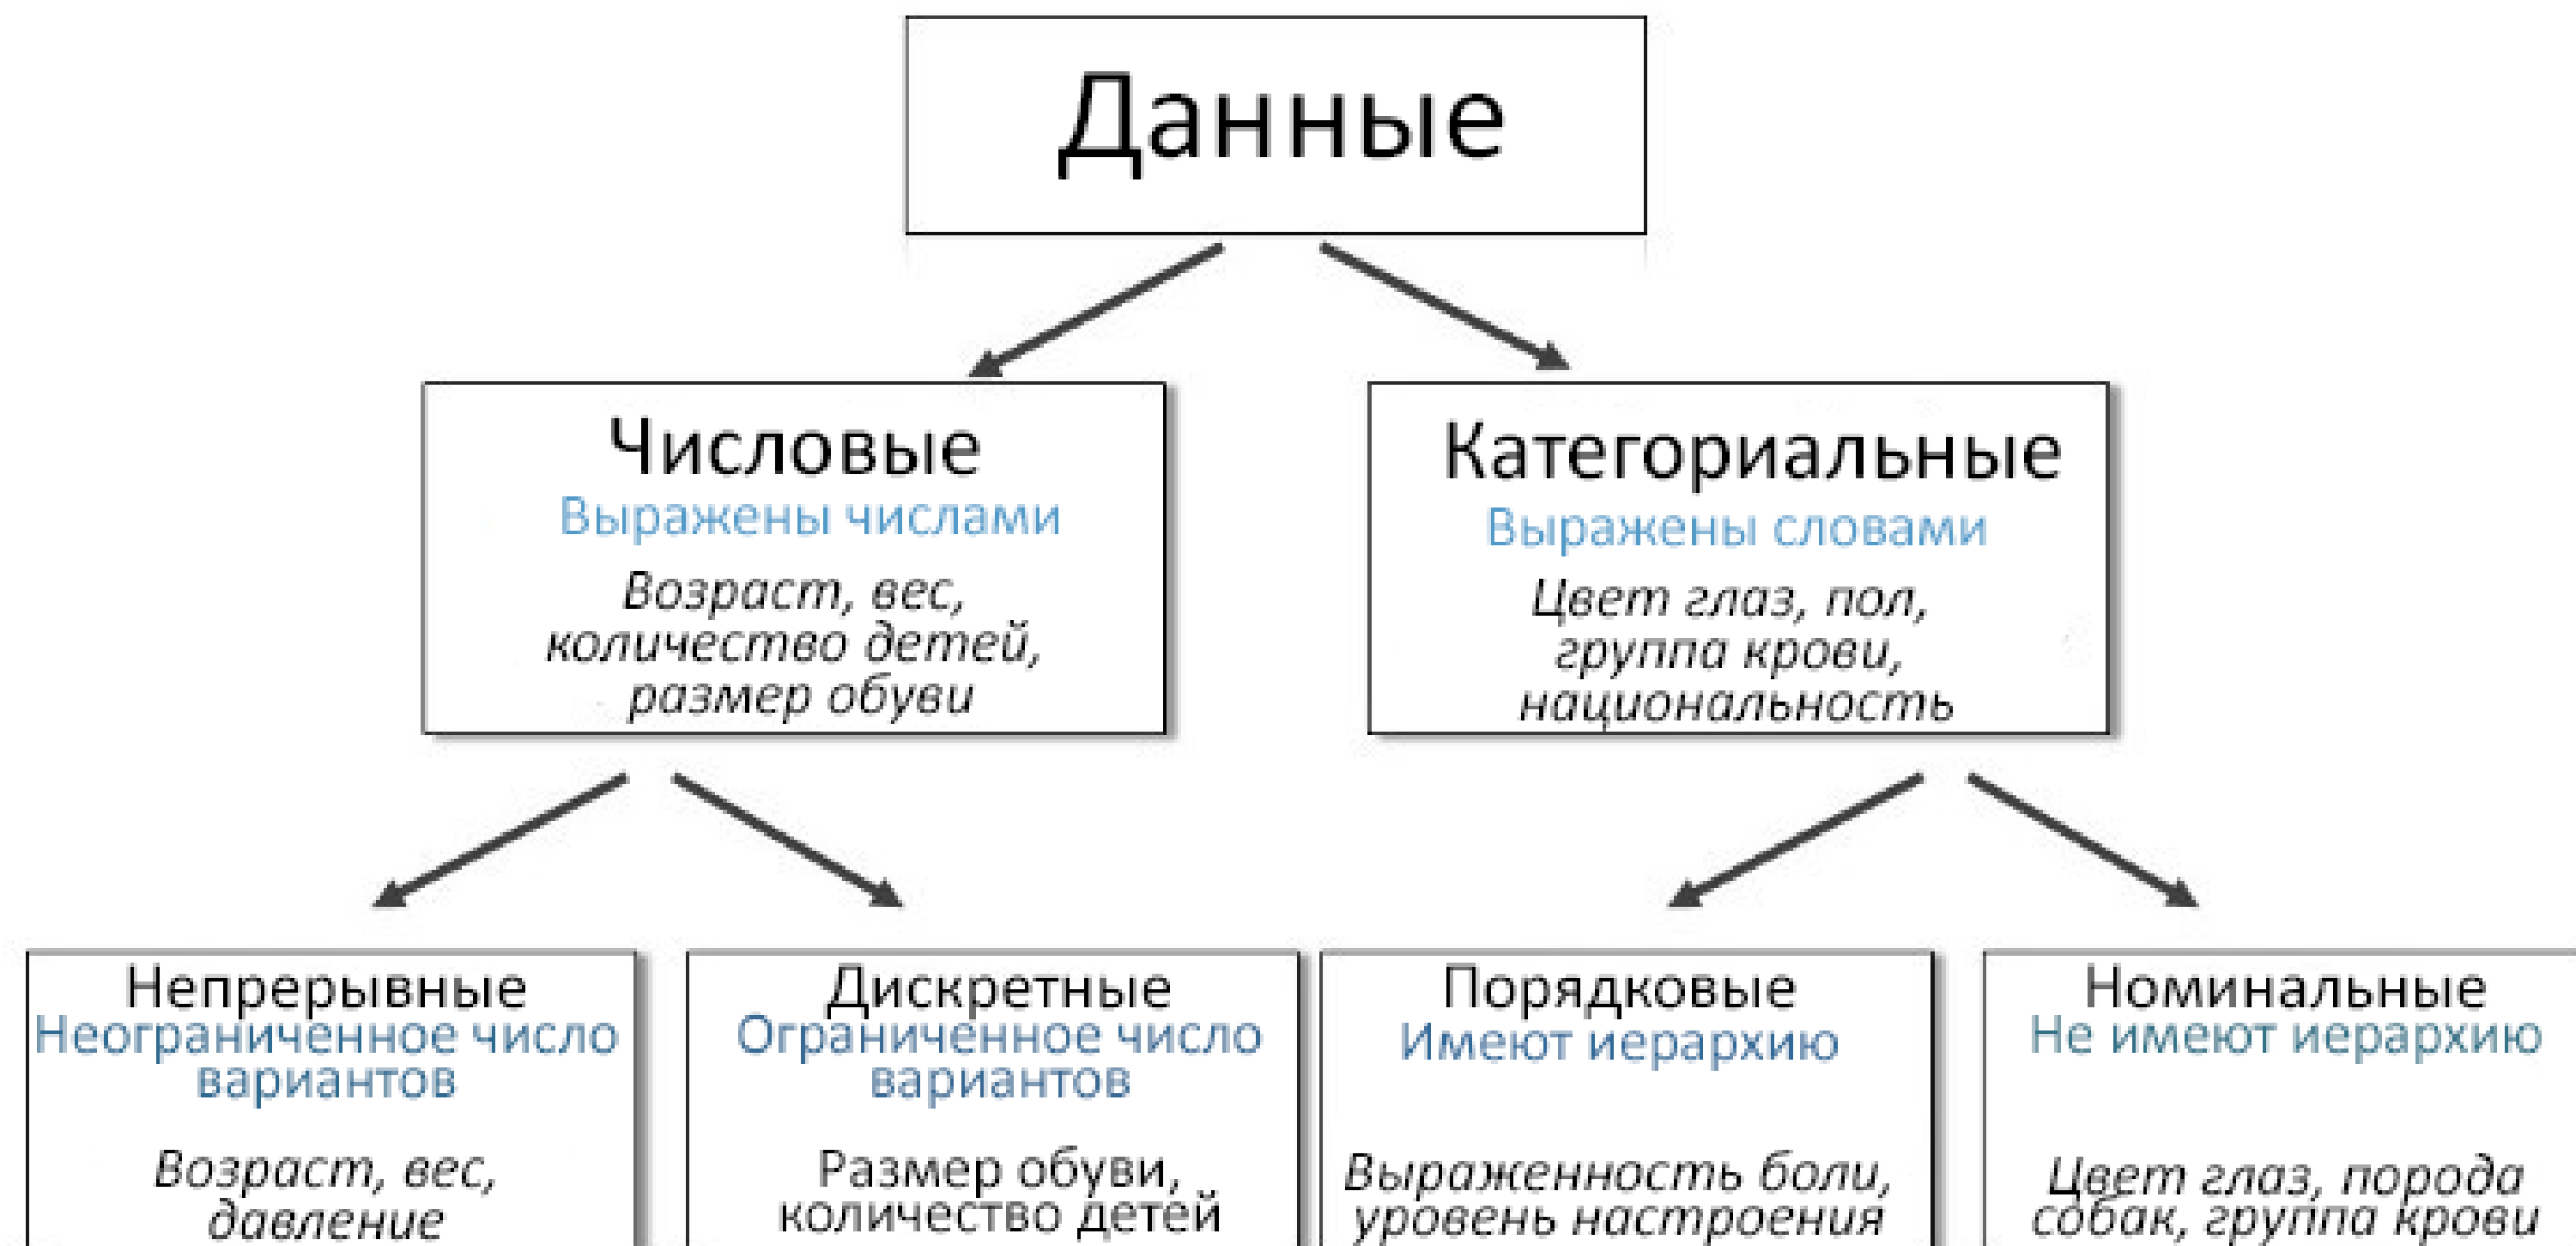 Данные
Числовые
Выражены числами
Возраст, вес,
количество детей,
размер обуви
Категориальные
Выражены словами
Цвет глаз, пол,
группа крови,
национальность
Непрерывные
Неограниченное число
вариантов
Возраст, вес,
давление
Дискретные
Ограниченное число
вариантов
Размер обуви,
количество детей
Порядковые
Имеют иерархию
Выраженность боли,
уровень настроения
Номинальные
Не имеют иерархию
Цвет глаз, порода
собак, группа крови